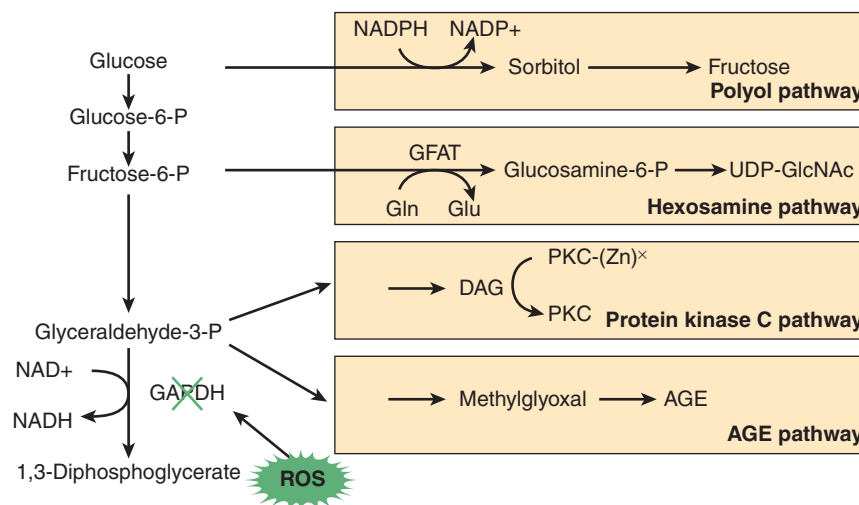 NADPH NADP+
Glucose
Sorbitol Fructose
Polyol pathway
Glucose-6-P
GFAT
Fructose-6-P
Glucosamine-6-P UDP-GlcNAc
Gln Glu
Hexosamine pathway
PKC-(Zn)×
DAG
PKC
Protein kinase C pathway
Glyceraldehyde-3-P
NAD+
GAPDH
NADH
Methylglyoxal AGE
AGE pathway
1,3-Diphosphoglycerate
ROS